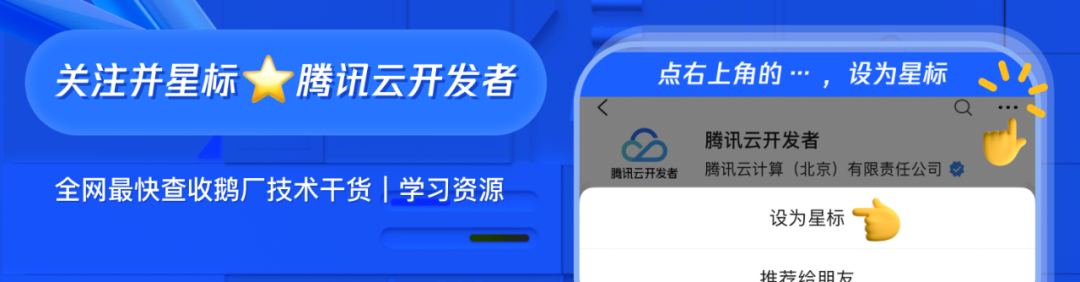 关注并星标⭐腾讯云开发者
全网最快查收鹅厂技术干货｜学习资源
点右上角的 ··· ，设为星标
腾讯云开发者
腾讯云开发者
腾讯云计算（北京）有限责任公司
设为星标
推荐给朋友